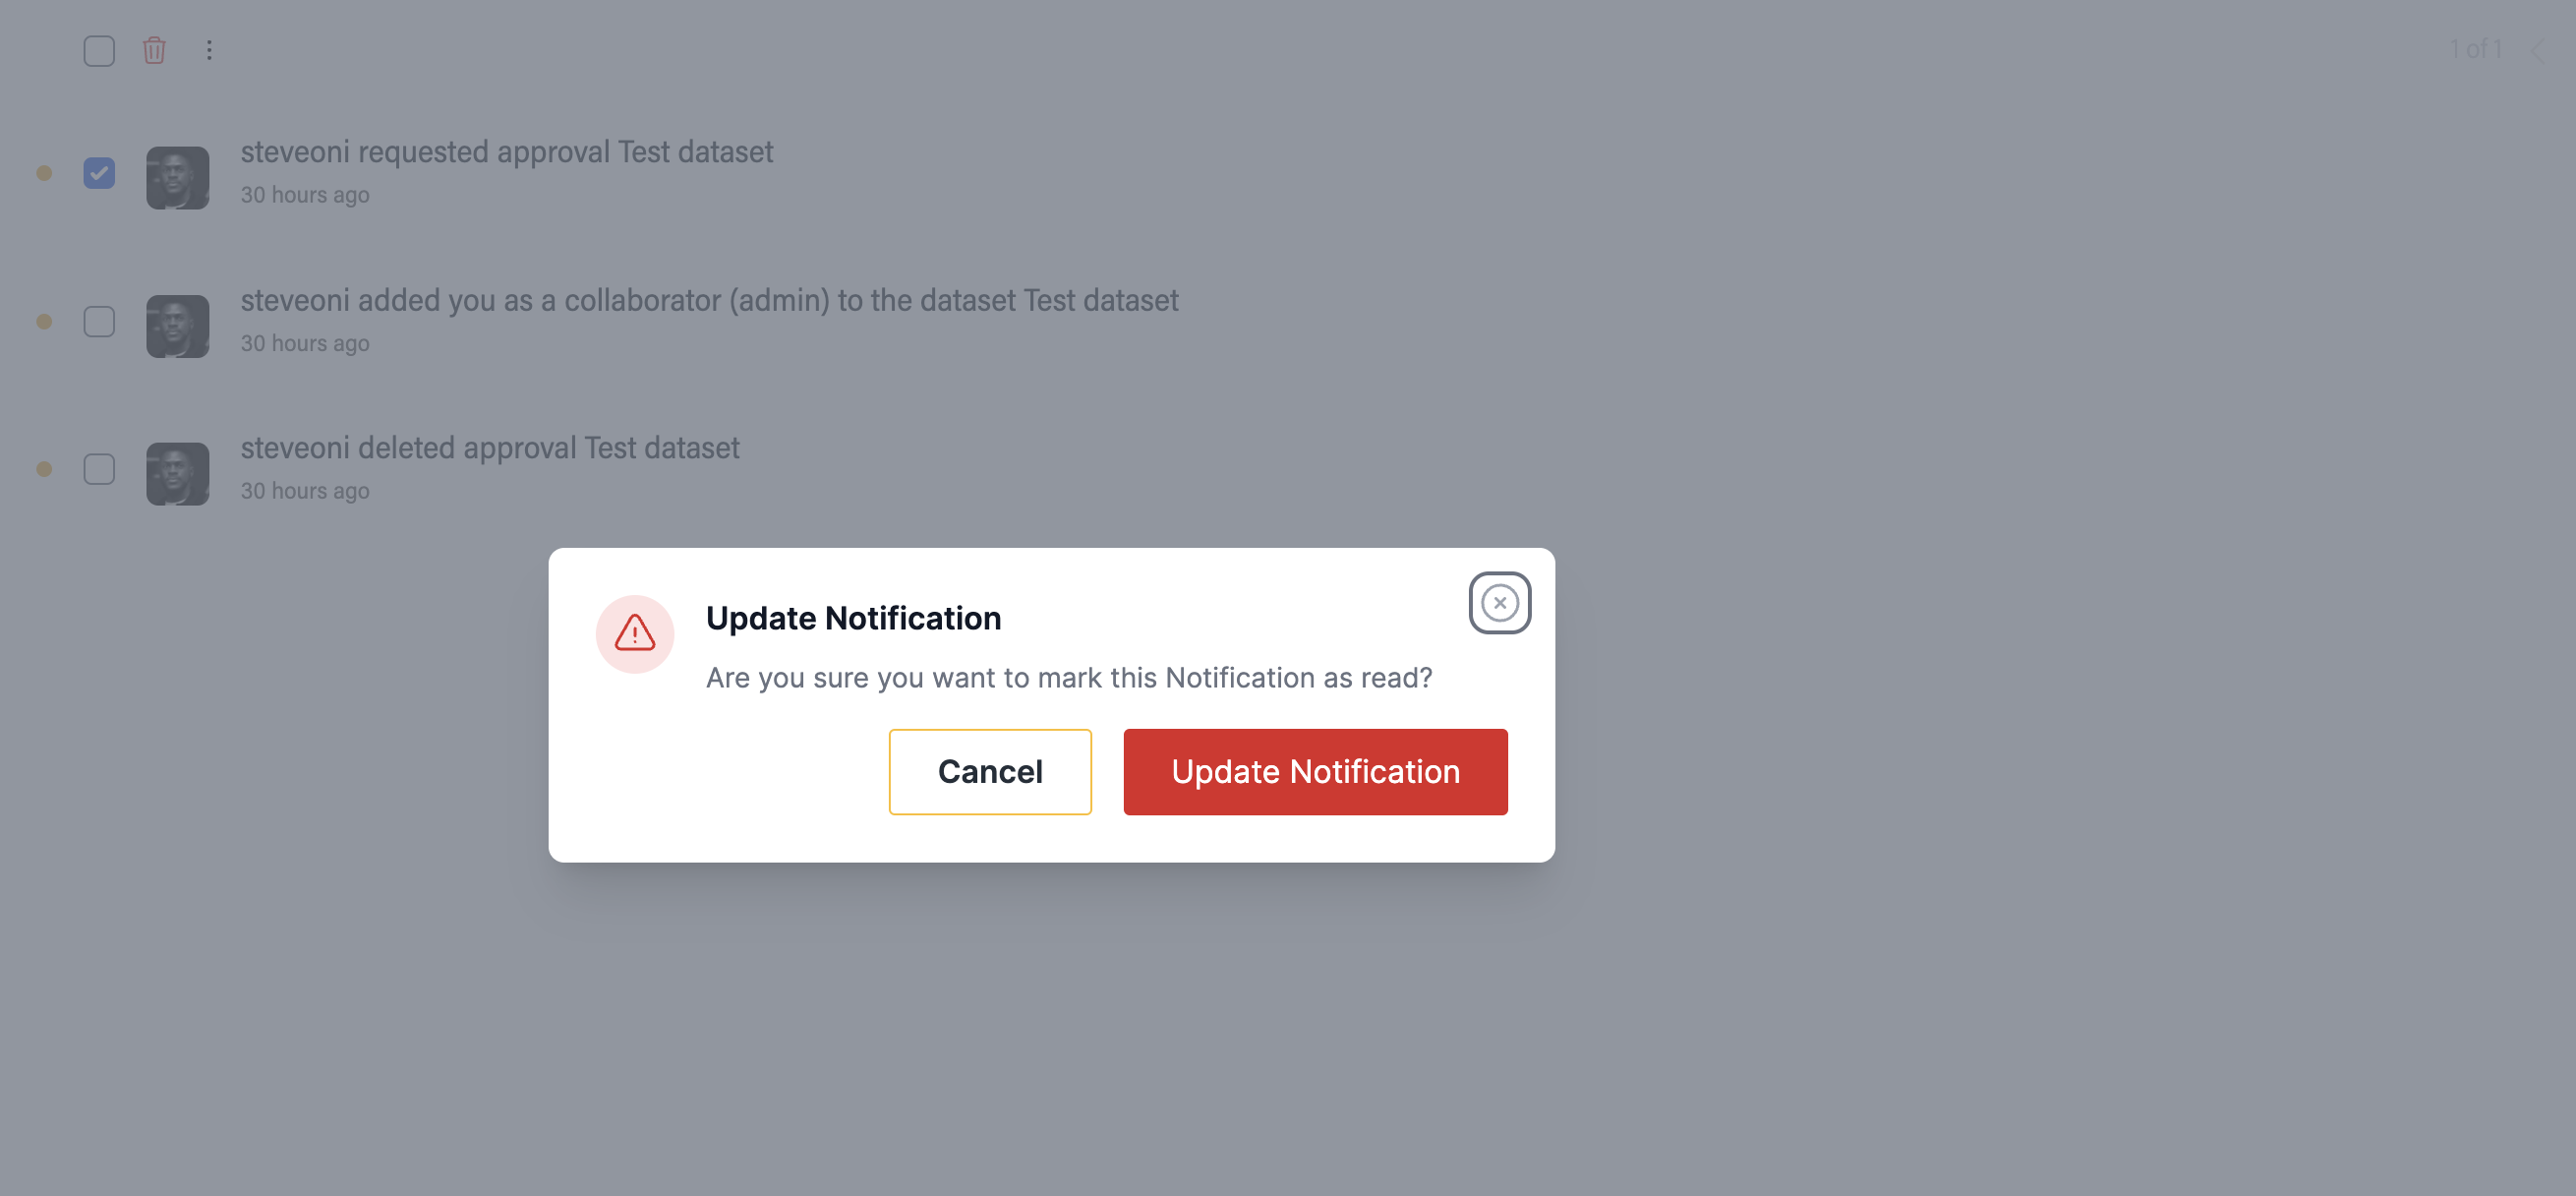 1 of 1
steveoni requested approval Test dataset
30 hours ago
steveoni added you as a collaborator (admin) to the dataset Test dataset
30 hours ago
steveoni deleted approval Test dataset
30 hours ago
Update Notification
Are you sure you want to mark this Notification as read?
Cancel
Update Notification